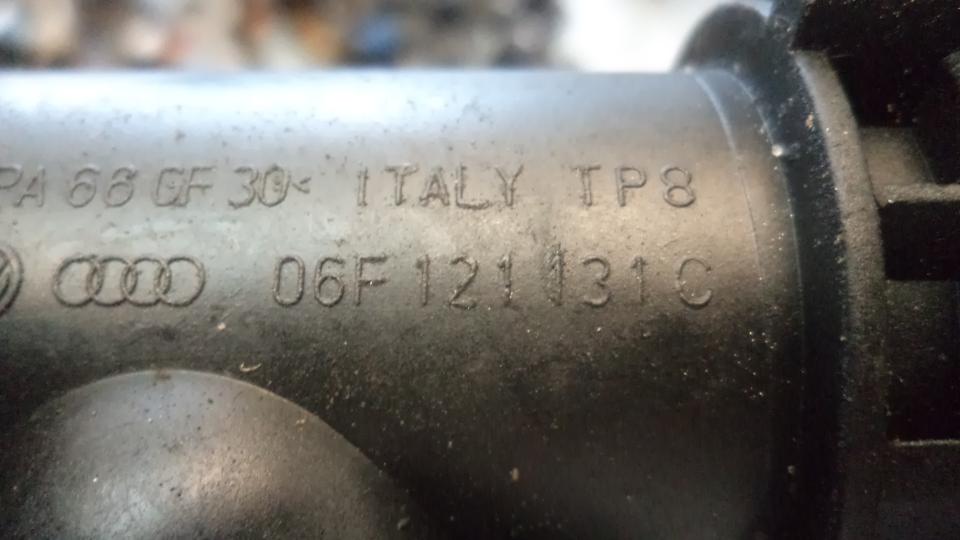 PA 66 GF 30< ITALY TP8
06F 121 131 C